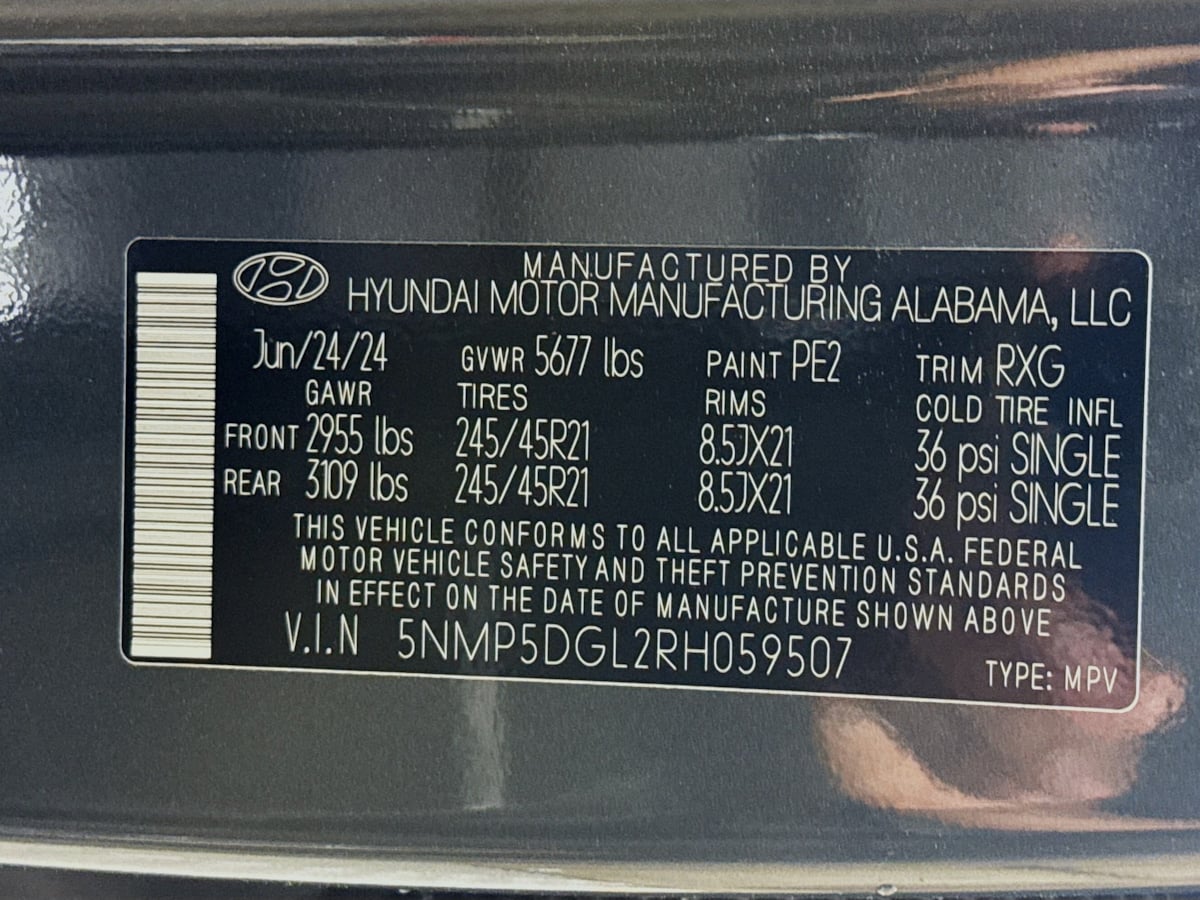 MANUFACTURED BY
HYUNDAI MOTOR MANUFACTURING ALABAMA, LLC
Jun/24/24 GVWR 5677 lbs PAINT PE2 TRIM RXG
GAWR TIRES RIMS COLD TIRE INFL
FRONT 2955 lbs 245/45R21 8.5JX21 36 psi SINGLE
REAR 3109 lbs 245/45R21 8.5JX21 36 psi SINGLE
THIS VEHICLE CONFORMS TO ALL APPLICABLE U.S.A. FEDERAL
MOTOR VEHICLE SAFETY AND THEFT PREVENTION STANDARDS
IN EFFECT ON THE DATE OF MANUFACTURE SHOWN ABOVE
V.I.N 5NMP5DGL2RH059507
TYPE: MPV